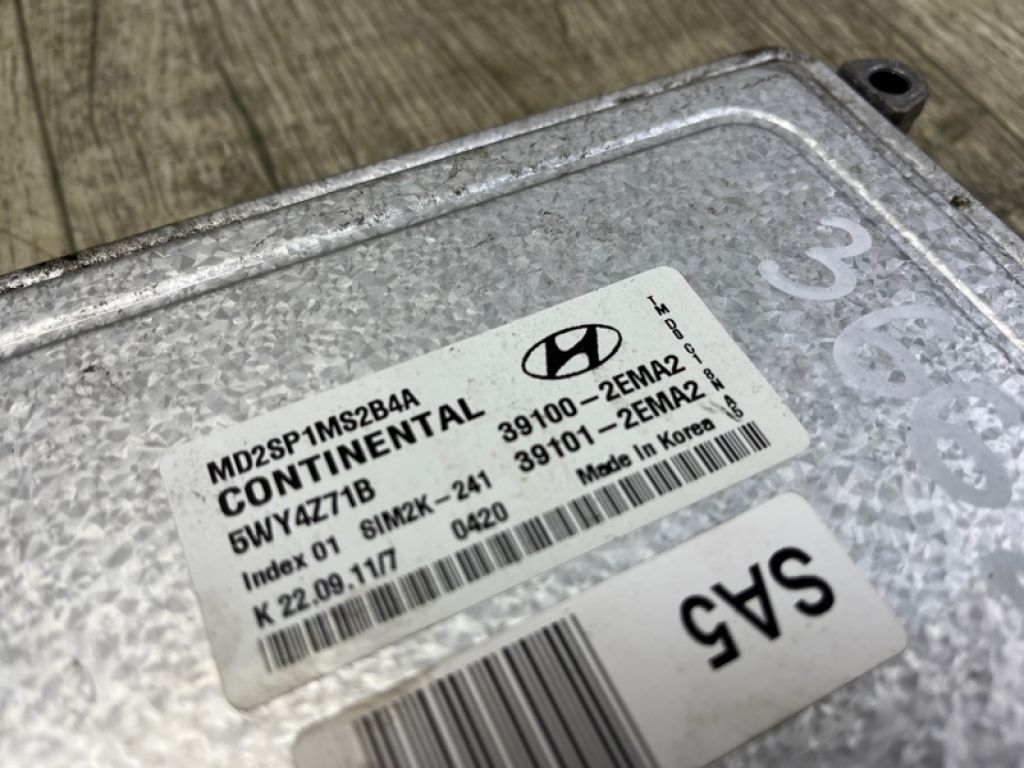 MD2SP1MS2B4A
CONTINENTAL
5WY4Z71B
Index 01 SIM2K-241
K 22.09.11/7 0420
39100-2EMA2
39101-2EMA2
Made In Korea
SA5